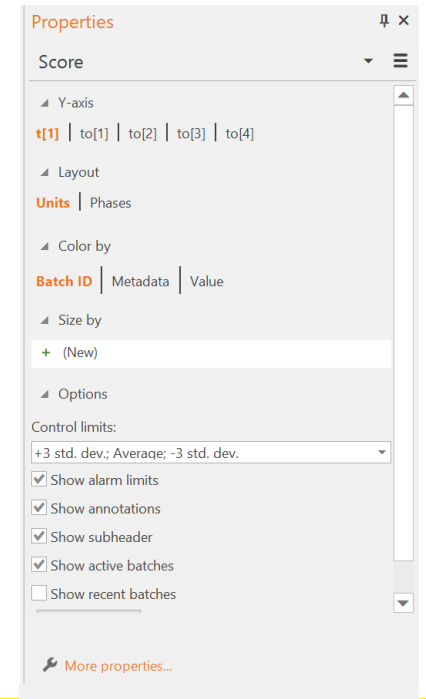 Properties
Score
Y-axis
t[1] | to[1] | to[2] | to[3] | to[4]
Layout
Units | Phases
Color by
Batch ID | Metadata | Value
Size by
+ (New)
Options
Control limits:
+3 std. dev.; Average; -3 std. dev.
Show alarm limits
Show annotations
Show subheader
Show active batches
Show recent batches
More properties...